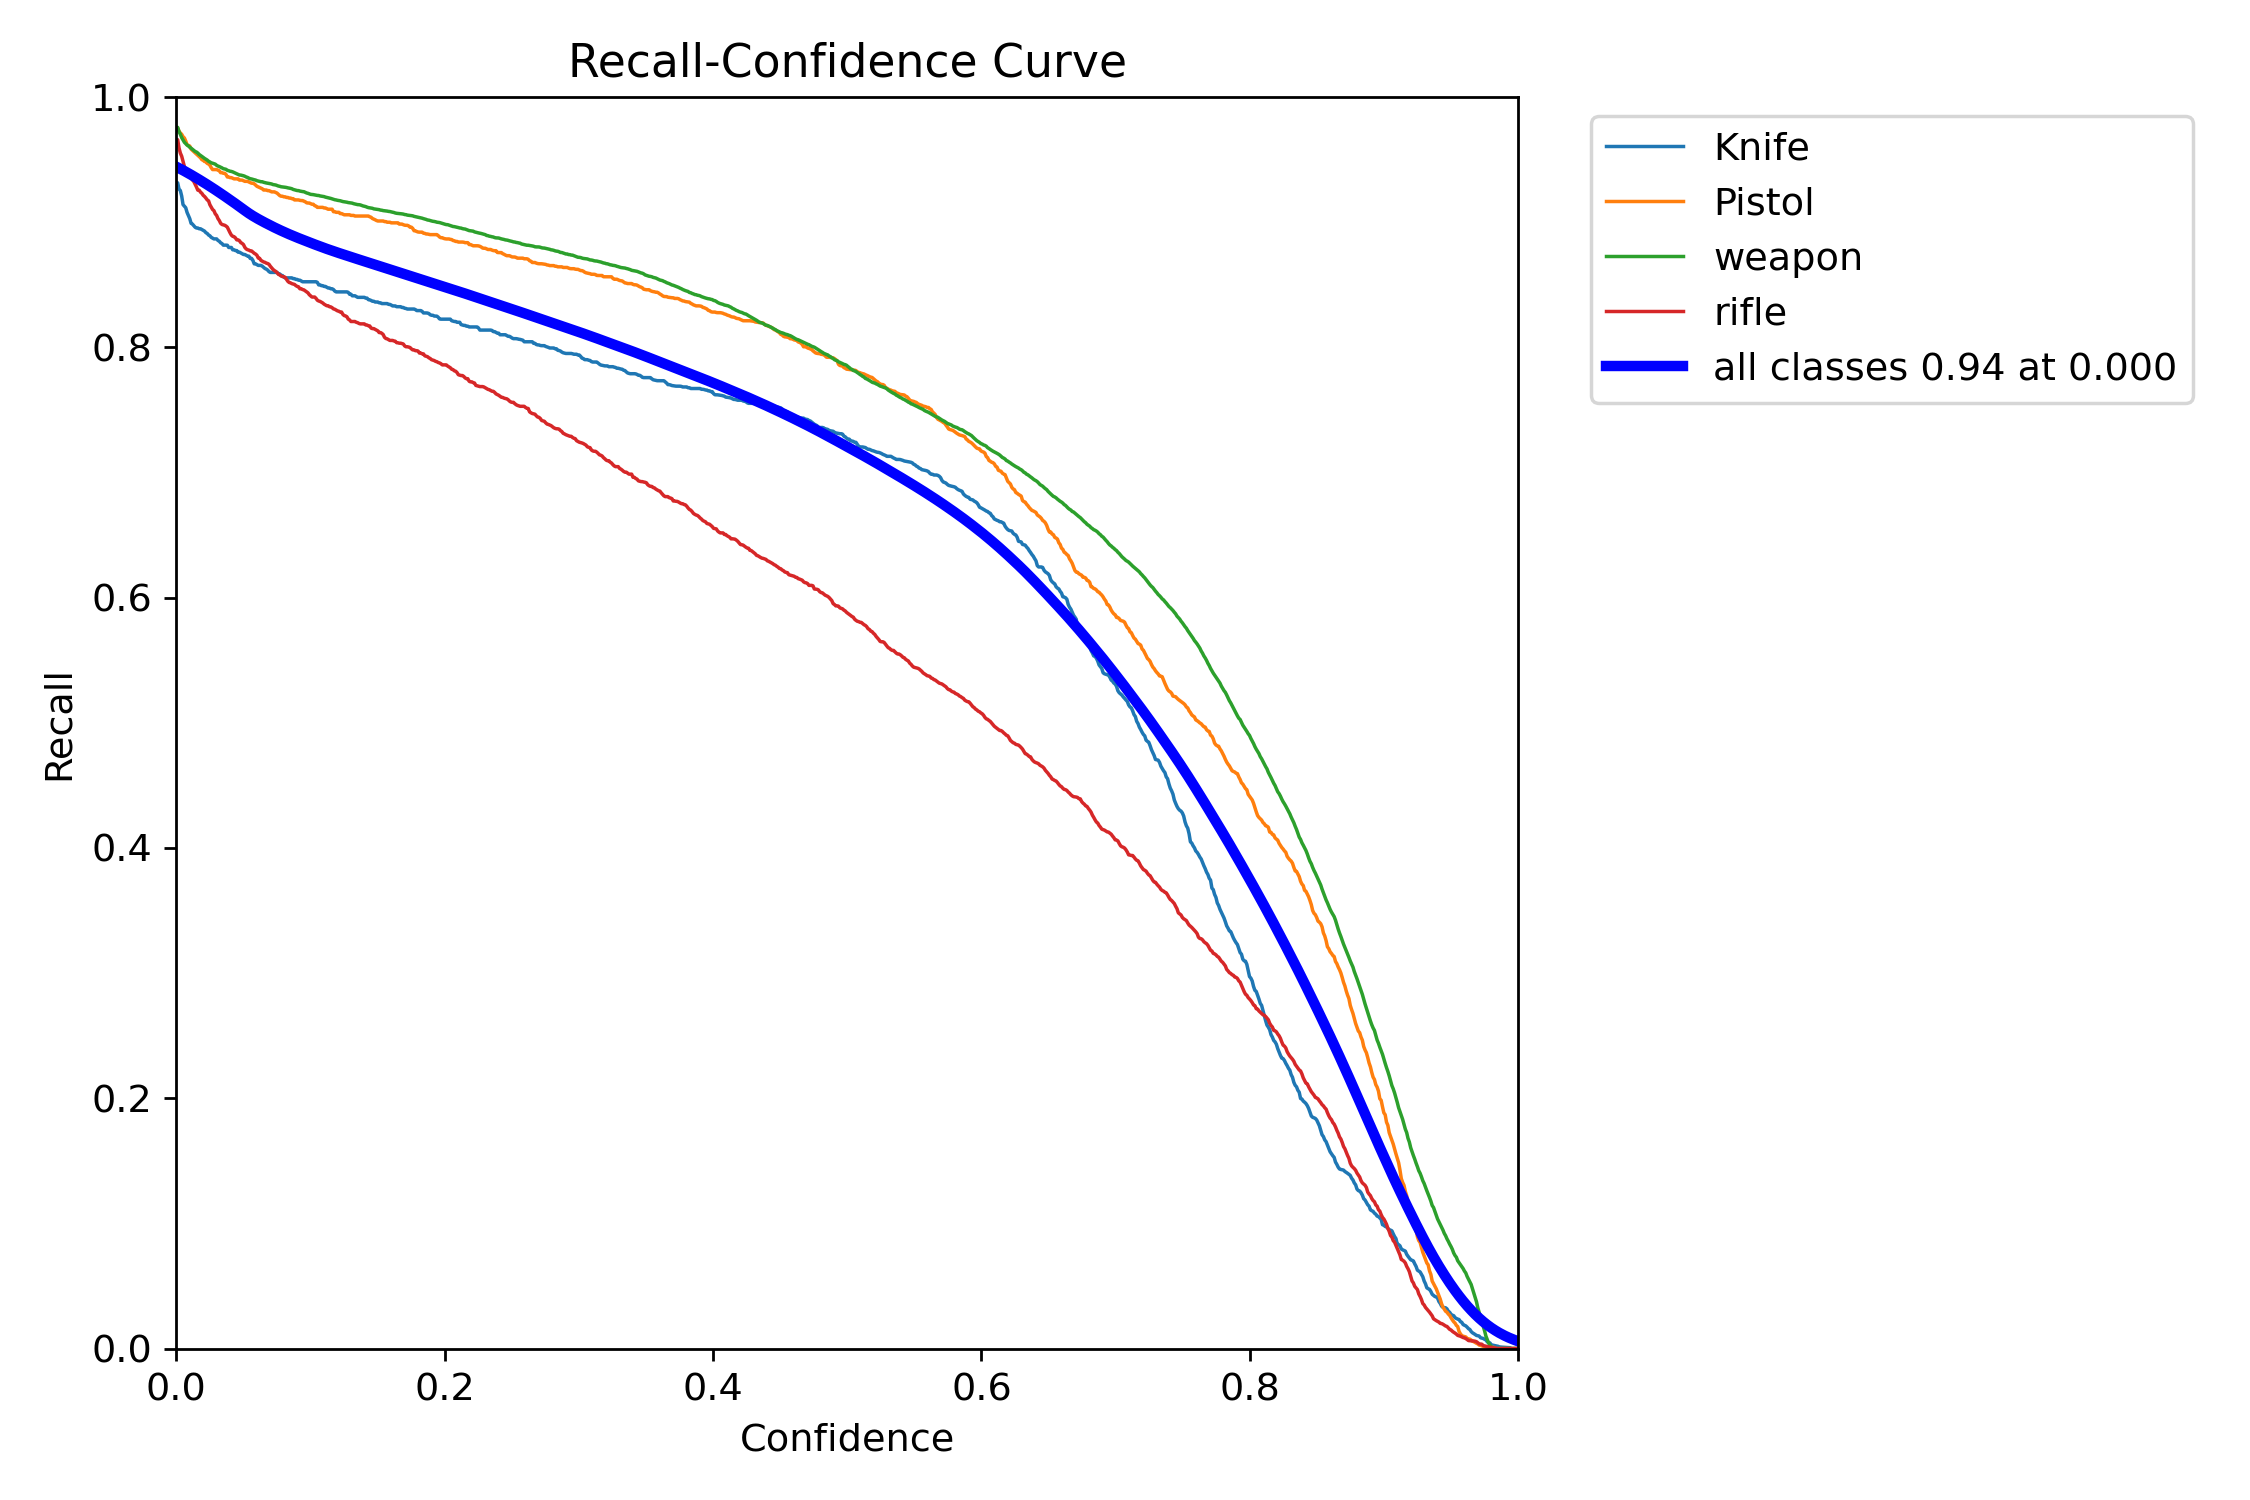 Recall-Confidence Curve
1.0
0.8
0.6
0.4
0.2
0.0
Recall
0.0 0.2 0.4 0.6 0.8 1.0
Confidence
Knife
Pistol
weapon
rifle
all classes 0.94 at 0.000